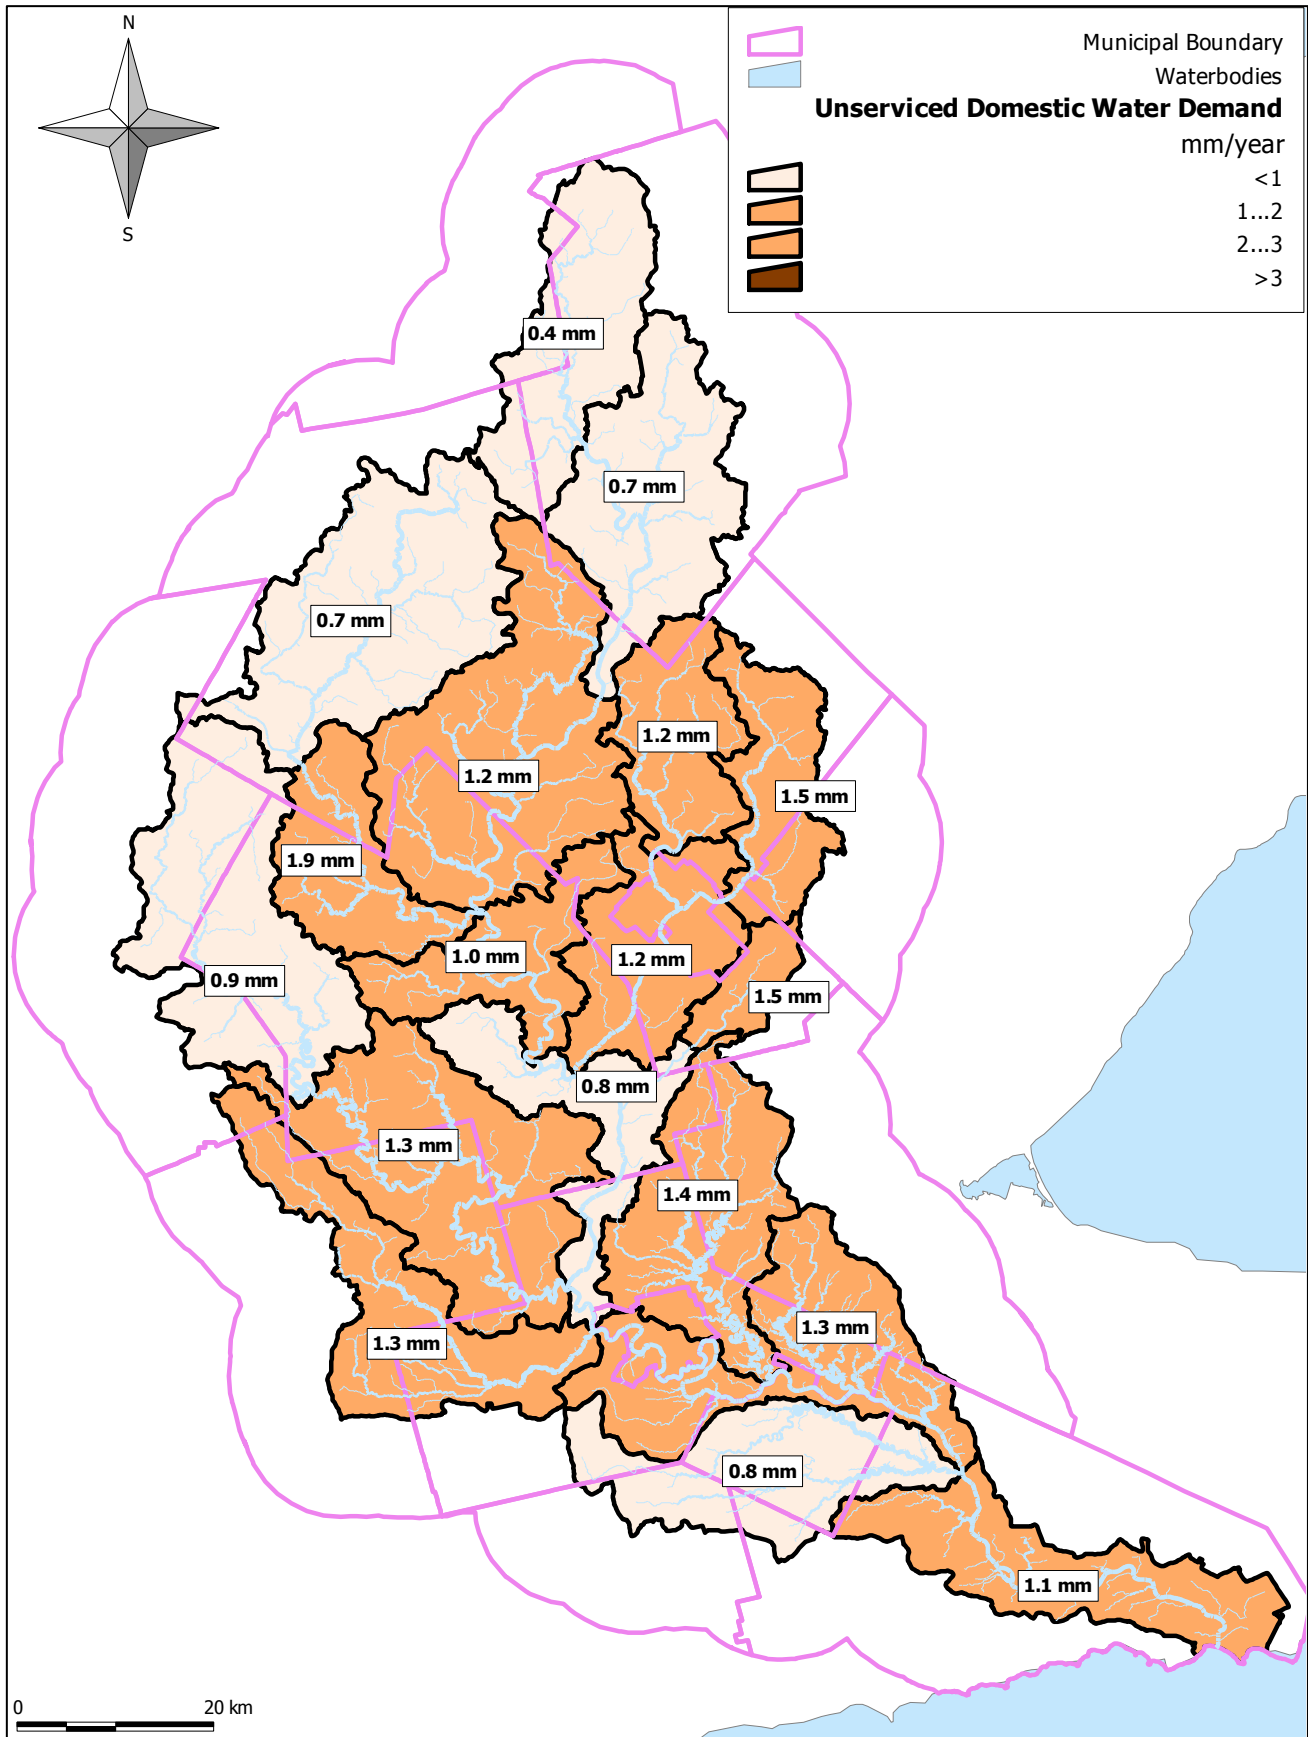 N
S
Municipal Boundary
Waterbodies
Unserviced Domestic Water Demand
mm/year
<1
1...2
2...3
>3
0.4 mm
0.7 mm
0.7 mm
1.2 mm
1.2 mm
1.5 mm
1.9 mm
1.0 mm
1.2 mm
0.9 mm
1.5 mm
0.8 mm
1.3 mm
1.4 mm
1.3 mm
1.3 mm
0.8 mm
1.1 mm
0 20 km